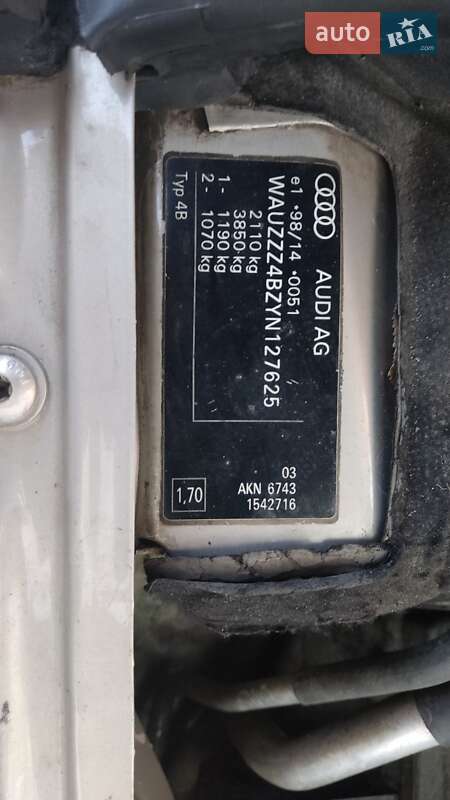 auto RIA
.com
AUDI AG
e1 *98/14 *0051
WAUZZZ4BZYN127625
2110 kg
3850 kg
1 - 1190 kg
2 - 1070 kg
Typ 4B
03
AKN 6743
1542716
1,70